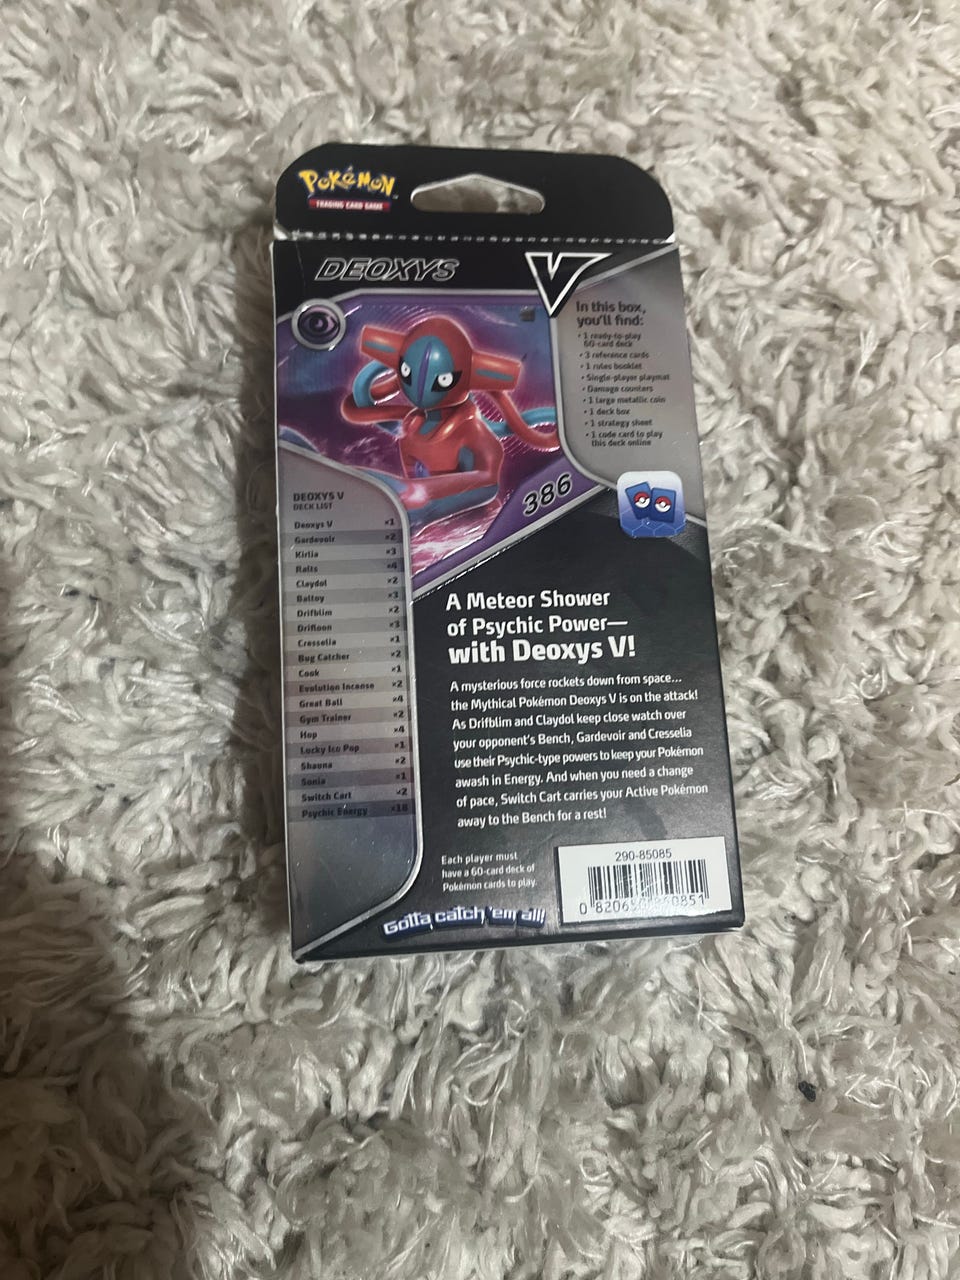 POKéMON
TRADING CARD GAME
DEOXYS
V
In this box,
you'll find:
• 1 ready-to-play
60-card deck
• 3 reference cards
• 1 rules booklet
• Single-player playmat
• Damage counters
• 1 large metallic coin
• 1 deck box
• 1 strategy sheet
• 1 code card to play
this deck online
386
DEOXYS V
DECK LIST
Deoxys V ×1
Gardevoir ×2
Kirlia ×3
Ralts ×4
Claydol ×2
Baltoy ×3
Drifblim ×2
Drifloon ×3
Cresselia ×1
Bug Catcher ×2
Cook ×1
Evolution Incense ×2
Great Ball ×4
Gym Trainer ×2
Hop ×4
Lucky Ice Pop ×1
Shauna ×2
Sonia ×1
Switch Cart ×2
Psychic Energy ×18
A Meteor Shower
of Psychic Power—
with Deoxys V!
A mysterious force rockets down from space...
the Mythical Pokémon Deoxys V is on the attack!
As Drifblim and Claydol keep close watch over
your opponent's Bench, Gardevoir and Cresselia
use their Psychic-type powers to keep your Pokémon
awash in Energy. And when you need a change
of pace, Switch Cart carries your Active Pokémon
away to the Bench for a rest!
Each player must
have a 60-card deck of
Pokémon cards to play.
Gotta catch 'em all!
290-85085